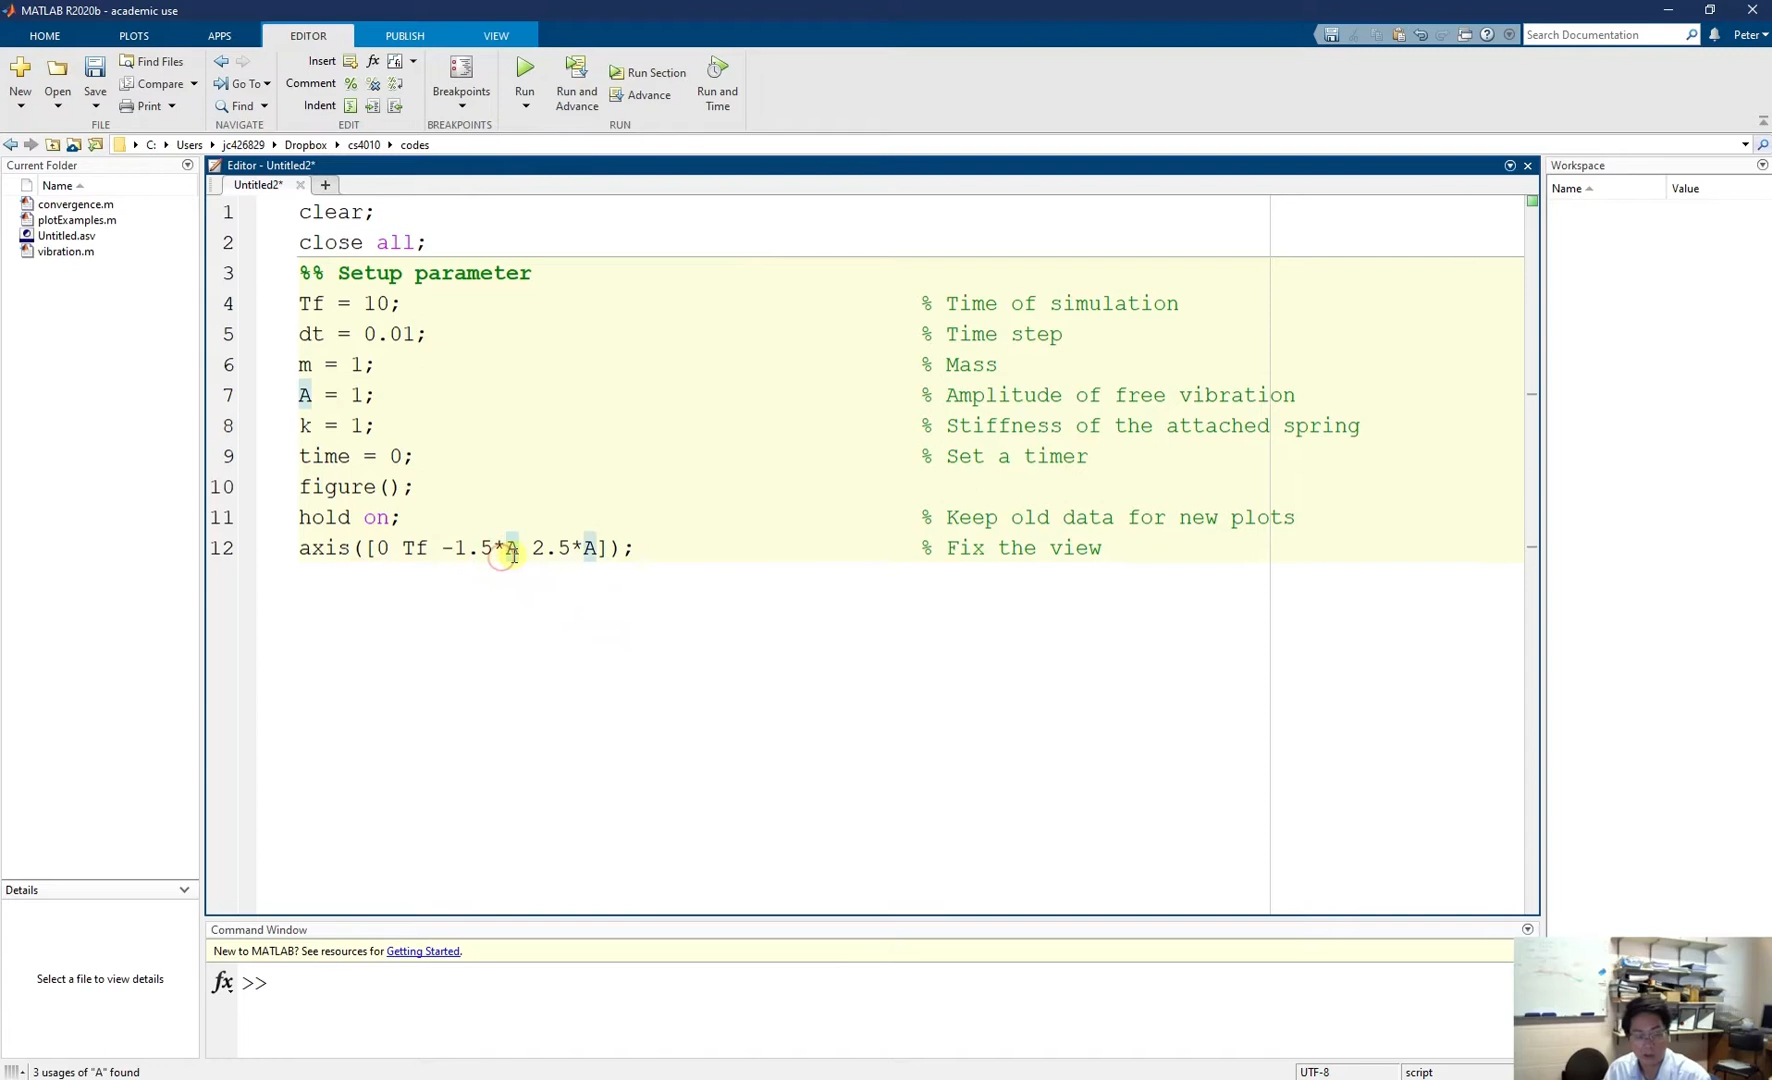 MATLAB R2020b - academic use
HOME PLOTS APPS EDITOR PUBLISH VIEW
Search Documentation
Peter
New
Open
Save
Find Files
Compare
Print
FILE
Go To
Find
NAVIGATE
Insert
Comment
Indent
EDIT
Breakpoints
BREAKPOINTS
Run
Run and
Advance
Run Section
Advance
Run and
Time
RUN
C: Users jc426829 Dropbox cs4010 codes
Current Folder
Name
convergence.m
plotExamples.m
Untitled.asv
vibration.m
Details
Select a file to view details
Editor - Untitled2*
Untitled2*
1 clear;
2 close all;
3 %% Setup parameter
4 Tf = 10; % Time of simulation
5 dt = 0.01; % Time step
6 m = 1; % Mass
7 A = 1; % Amplitude of free vibration
8 k = 1; % Stiffness of the attached spring
9 time = 0; % Set a timer
10 figure();
11 hold on; % Keep old data for new plots
12 axis([0 Tf -1.5*A 2.5*A]); % Fix the view
Command Window
New to MATLAB? See resources for Getting Started.
fx >>
Workspace
Name Value
3 usages of "A" found
UTF-8
script